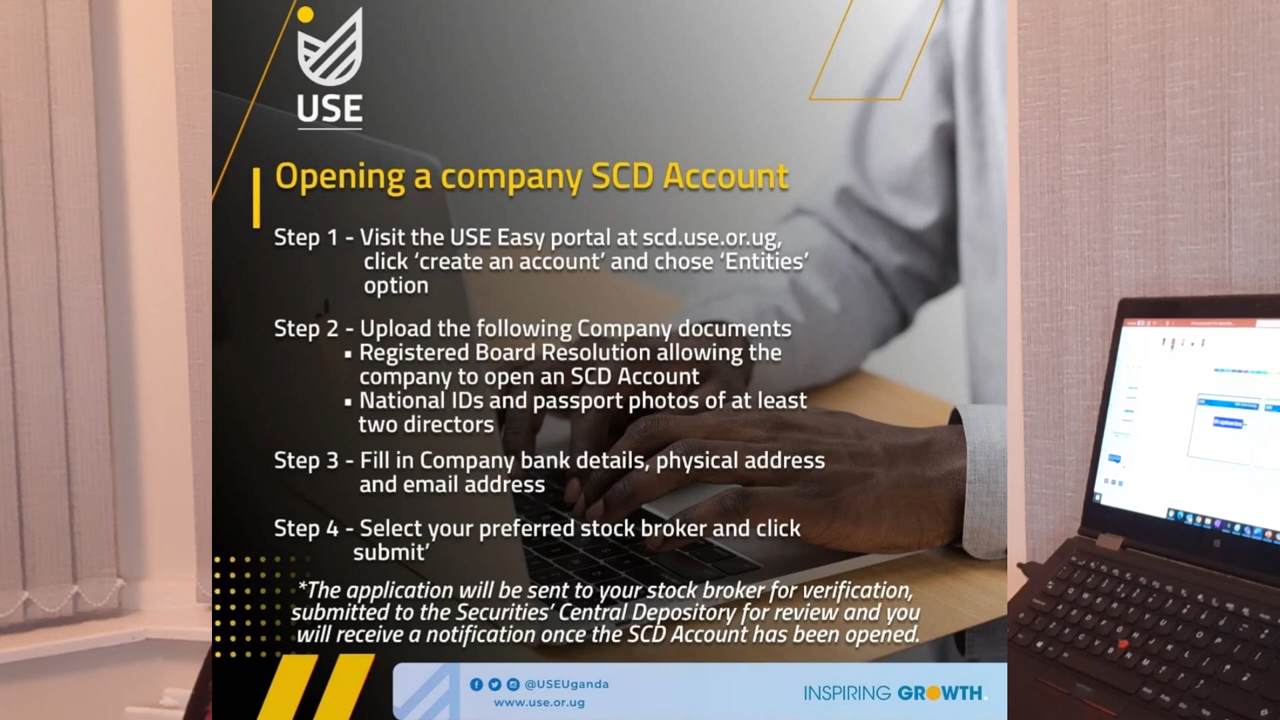 USE
Opening a company SCD Account
Step 1 - Visit the USE Easy portal at scd.use.or.ug,
click ‘create an account’ and chose ‘Entities’
option
Step 2 - Upload the following Company documents
▪ Registered Board Resolution allowing the
company to open an SCD Account
▪ National IDs and passport photos of at least
two directors
Step 3 - Fill in Company bank details, physical address
and email address
Step 4 - Select your preferred stock broker and click
submit’
*The application will be sent to your stock broker for verification,
submitted to the Securities’ Central Depository for review and you
will receive a notification once the SCD Account has been opened.
@USEUganda
www.use.or.ug
INSPIRING GROWTH.